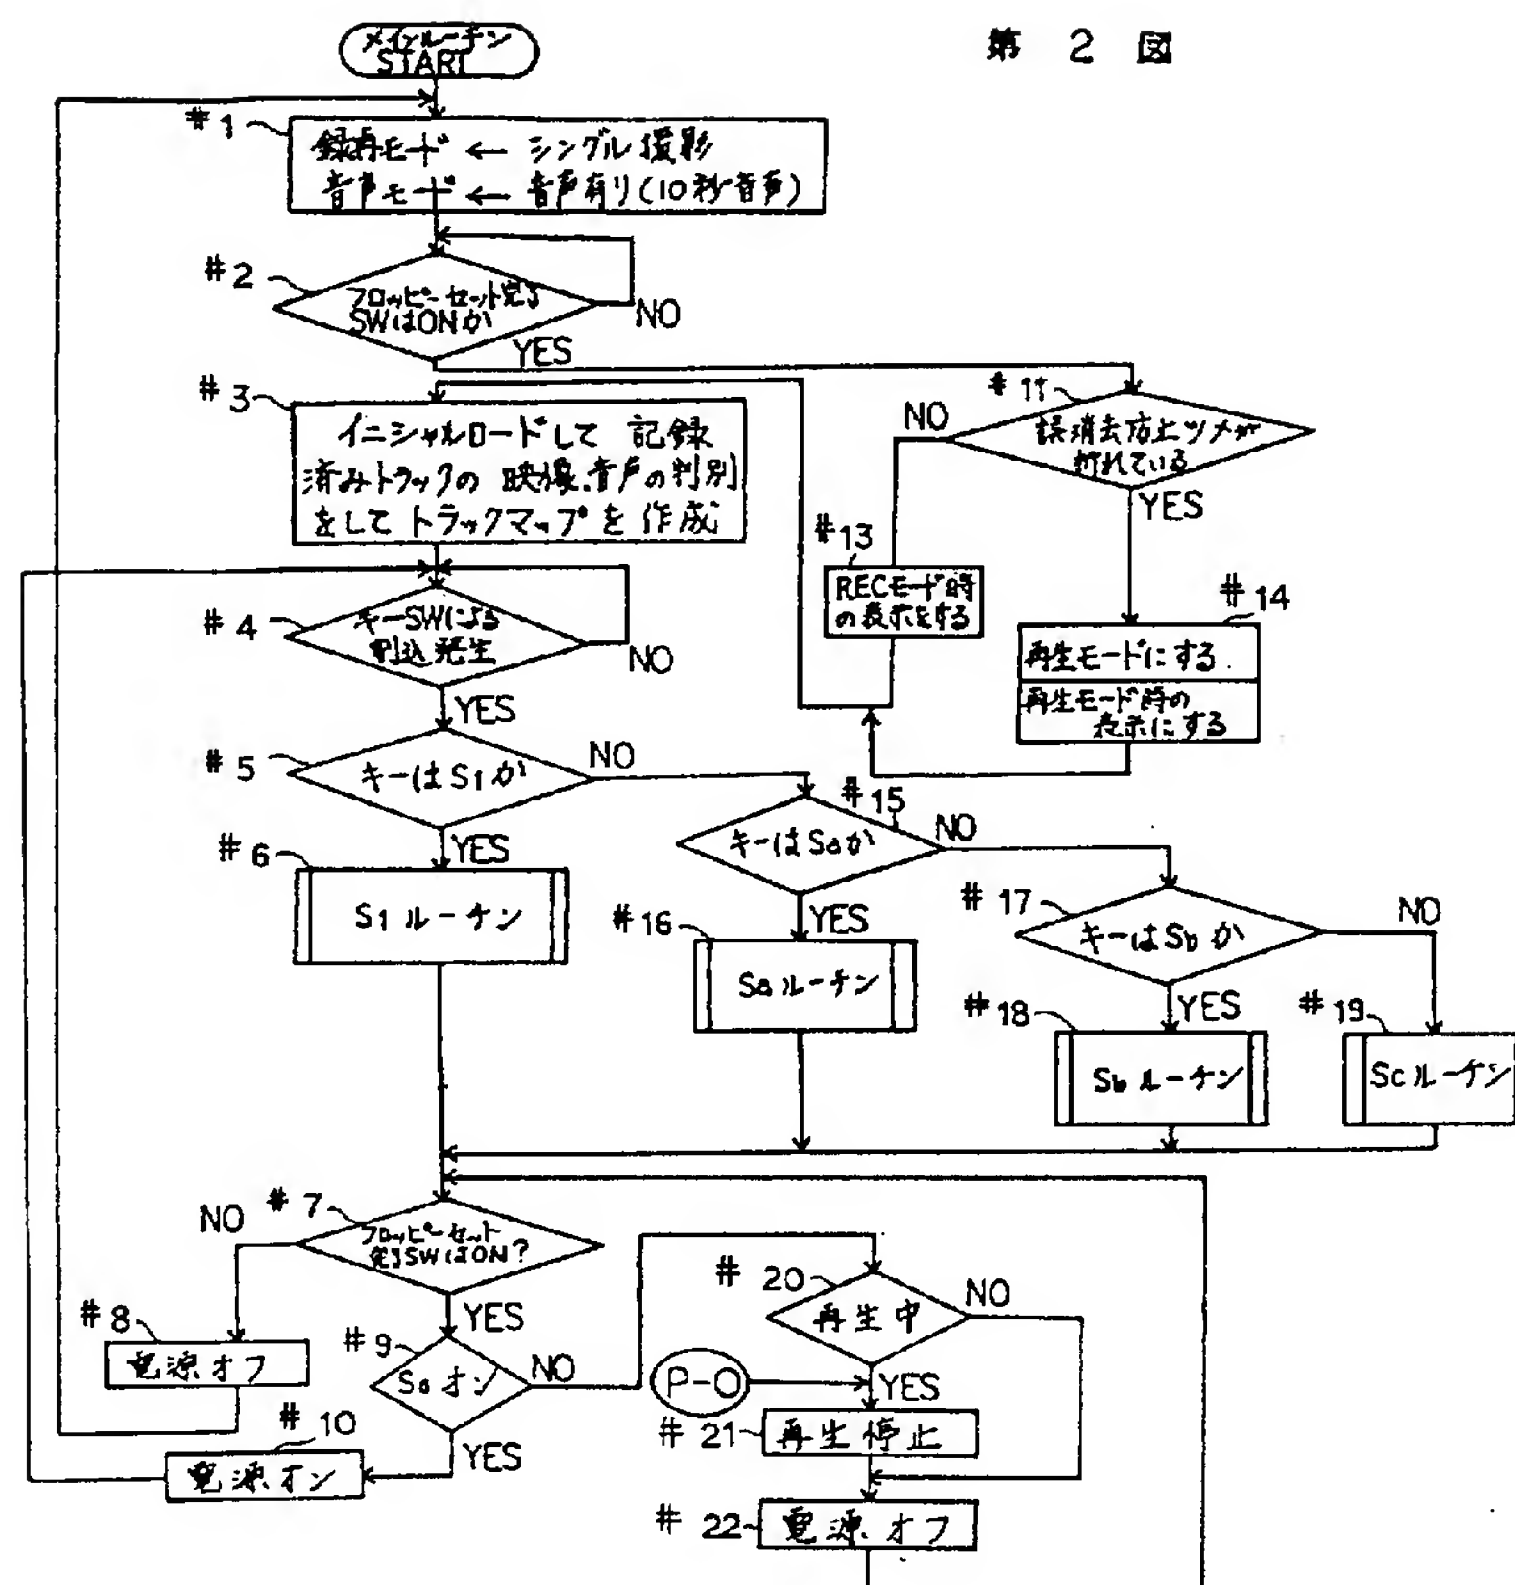 第 2 図
メインルーチン
START
#1
録再モード ← シングル撮影
音声モード ← 音声有り(10秒音声)
#2
フロッピーセット完了
SWはONか
NO
YES
#3
イニシャルロードして 記録
済みトラックの 映像、音声の判別
をして トラックマップを 作成
#11
誤消去防止ツメが
折れている
NO
YES
#13
RECモード時
の表示をする
#14
再生モードにする
再生モード時の
表示にする
#4
キーSWによる
割込発生
NO
YES
#5
キーはS1か
NO
YES
#6
S1ルーチン
#15
キーはSaか
NO
YES
#16
Saルーチン
#17
キーはSbか
NO
YES
#18
Sbルーチン
#19
Scルーチン
#7
フロッピーセット
完了SWはON?
NO
YES
#8
電源オフ
#9
Saオン
NO
YES
#10
電源オン
#20
再生中
NO
YES
P-0
#21
再生停止
#22
電源オフ